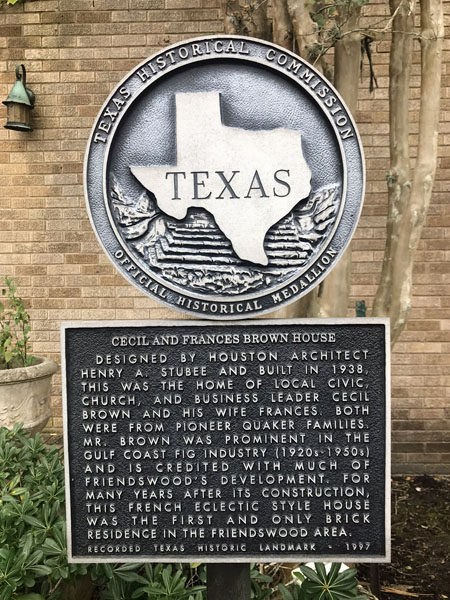 TEXAS HISTORICAL COMMISSION
TEXAS
OFFICIAL HISTORICAL MEDALLION
CECIL AND FRANCES BROWN HOUSE
DESIGNED BY HOUSTON ARCHITECT
HENRY A. STUBEE AND BUILT IN 1938,
THIS WAS THE HOME OF LOCAL CIVIC,
CHURCH, AND BUSINESS LEADER CECIL
BROWN AND HIS WIFE FRANCES. BOTH
WERE FROM PIONEER QUAKER FAMILIES.
MR. BROWN WAS PROMINENT IN THE
GULF COAST FIG INDUSTRY (1920s-1950s)
AND IS CREDITED WITH MUCH OF
FRIENDSWOOD'S DEVELOPMENT. FOR
MANY YEARS AFTER ITS CONSTRUCTION,
THIS FRENCH ECLECTIC STYLE HOUSE
WAS THE FIRST AND ONLY BRICK
RESIDENCE IN THE FRIENDSWOOD AREA.
RECORDED TEXAS HISTORIC LANDMARK - 1997